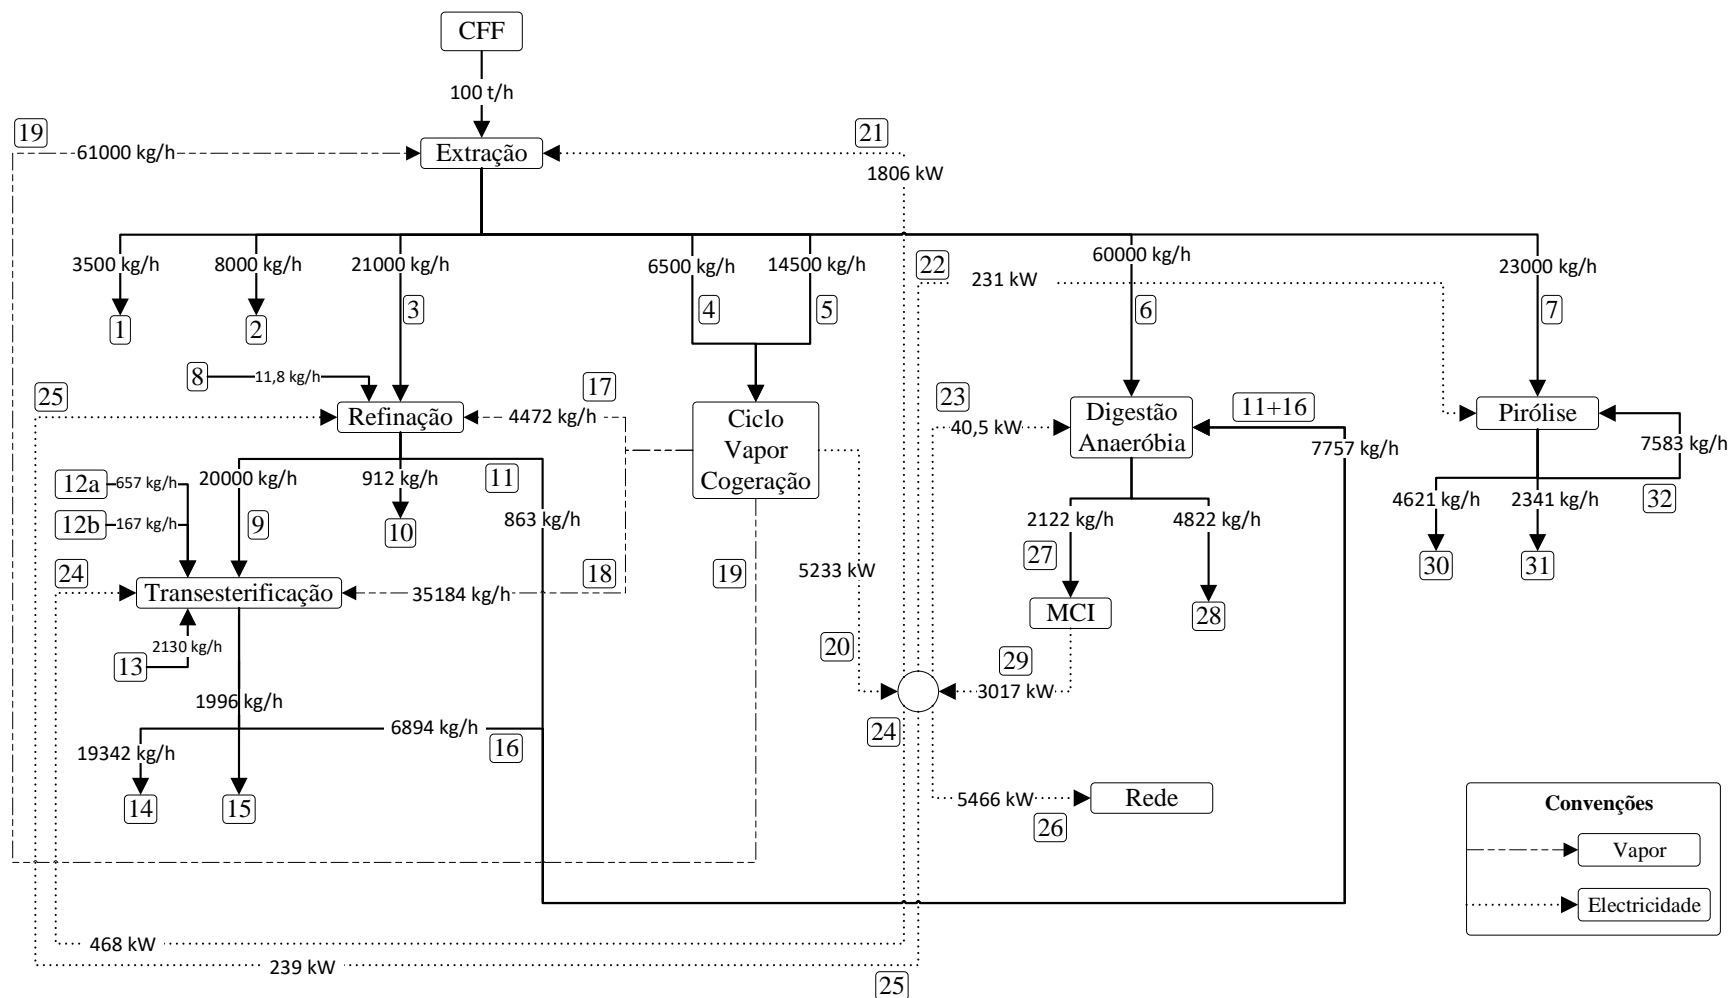 CFF
100 t/h
19
21
61000 kg/h
Extração
1806 kW
3500 kg/h
8000 kg/h
21000 kg/h
6500 kg/h
14500 kg/h
22
231 kW
60000 kg/h
23000 kg/h
1
2
3
4
5
6
7
8
11,8 kg/h
17
25
Refinação
4472 kg/h
Ciclo
Vapor
Cogeração
23
40,5 kW
Digestão
Anaeróbia
11+16
7757 kg/h
Pirólise
7583 kg/h
12a
657 kg/h
20000 kg/h
912 kg/h
11
12b
167 kg/h
9
10
863 kg/h
2122 kg/h
4822 kg/h
4621 kg/h
2341 kg/h
32
27
30
31
24
Transesterificação
35184 kg/h
18
19
5233 kW
MCI
28
2130 kg/h
13
20
29
3017 kW
1996 kg/h
6894 kg/h
16
24
19342 kg/h
14
15
5466 kW
Rede
26
Convenções
Vapor
Electricidade
468 kW
239 kW
25